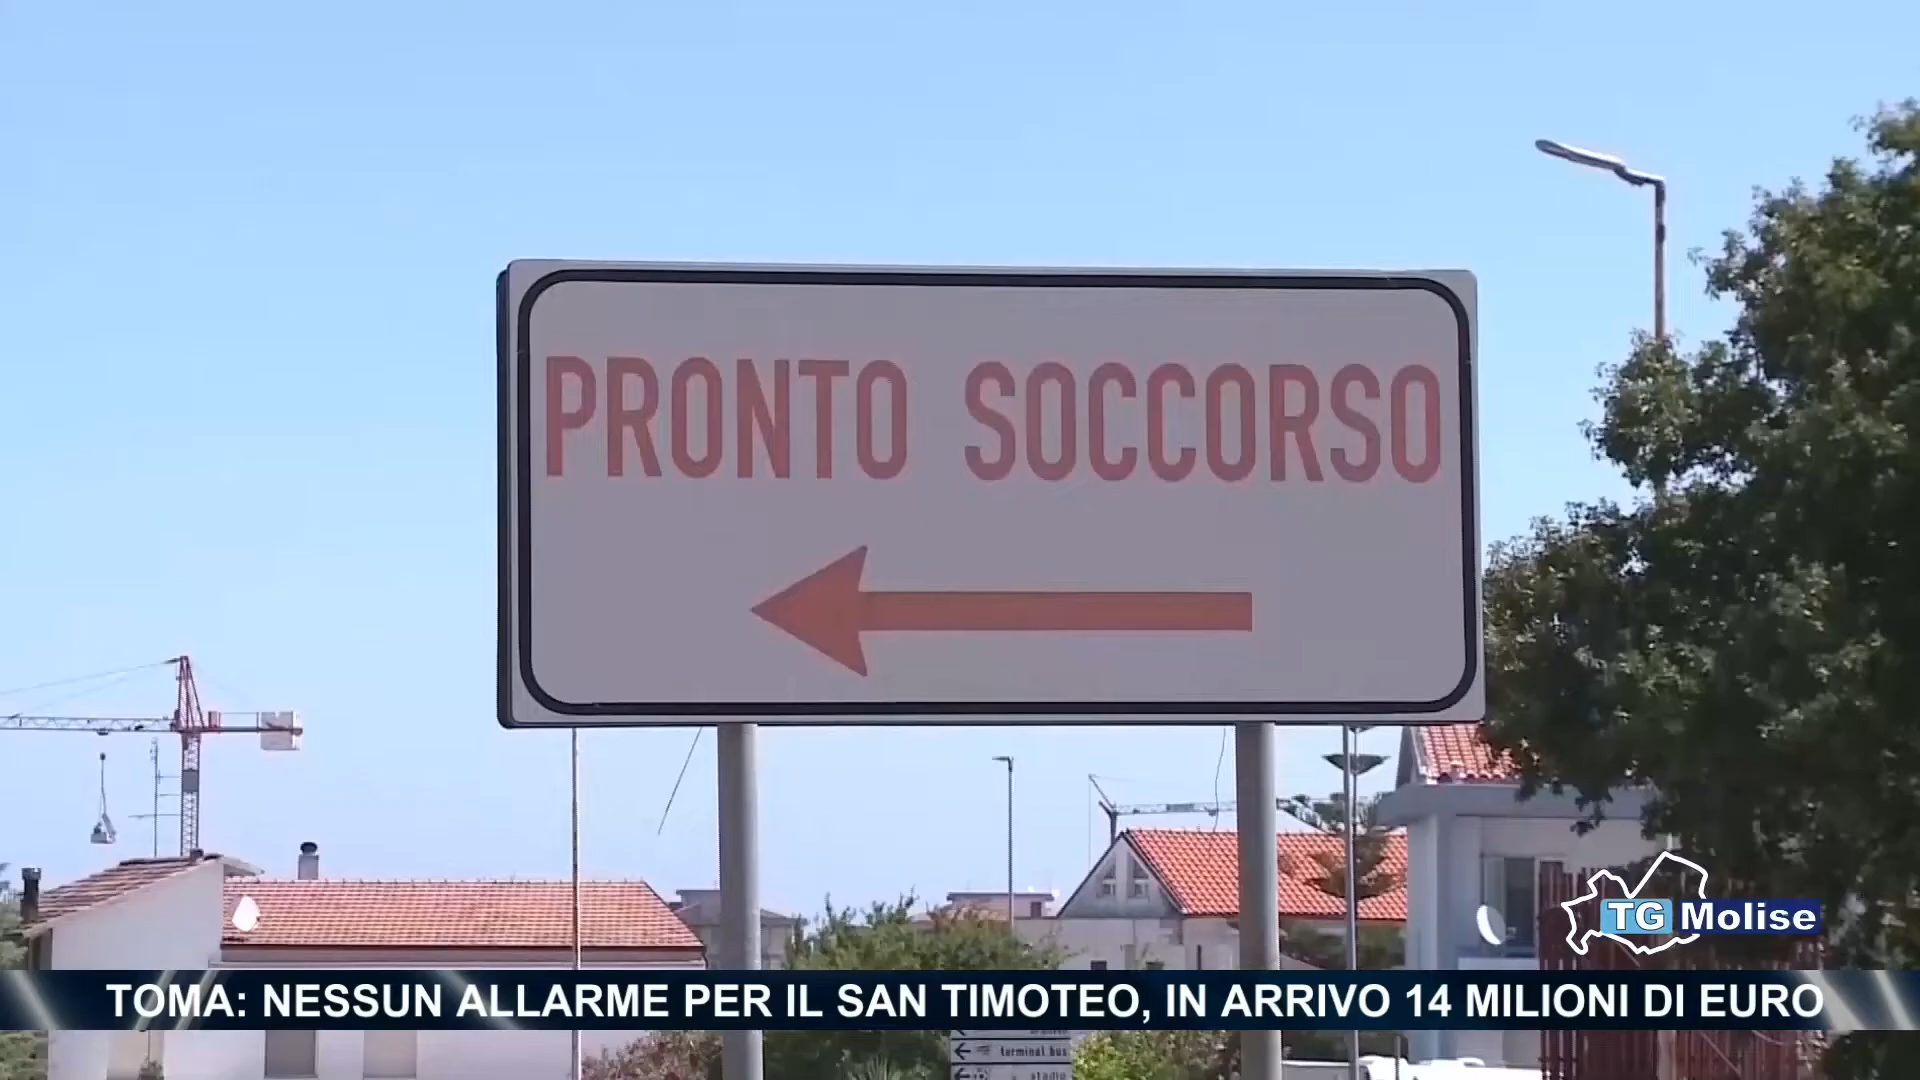 PRONTO SOCCORSO
TG Molise
TOMA: NESSUN ALLARME PER IL SAN TIMOTEO, IN ARRIVO 14 MILIONI DI EURO
terminal bus
stadio